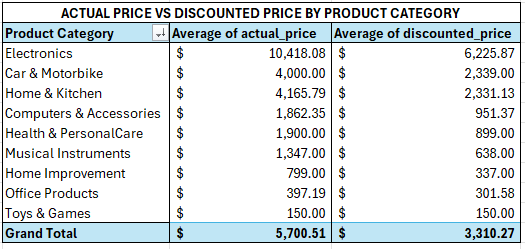 ACTUAL PRICE VS DISCOUNTED PRICE BY PRODUCT CATEGORY
Product Category Average of actual_price Average of discounted_price
Electronics $ 10,418.08 $ 6,225.87
Car & Motorbike $ 4,000.00 $ 2,339.00
Home & Kitchen $ 4,165.79 $ 2,331.13
Computers & Accessories $ 1,862.35 $ 951.37
Health & PersonalCare $ 1,900.00 $ 899.00
Musical Instruments $ 1,347.00 $ 638.00
Home Improvement $ 799.00 $ 337.00
Office Products $ 397.19 $ 301.58
Toys & Games $ 150.00 $ 150.00
Grand Total $ 5,700.51 $ 3,310.27